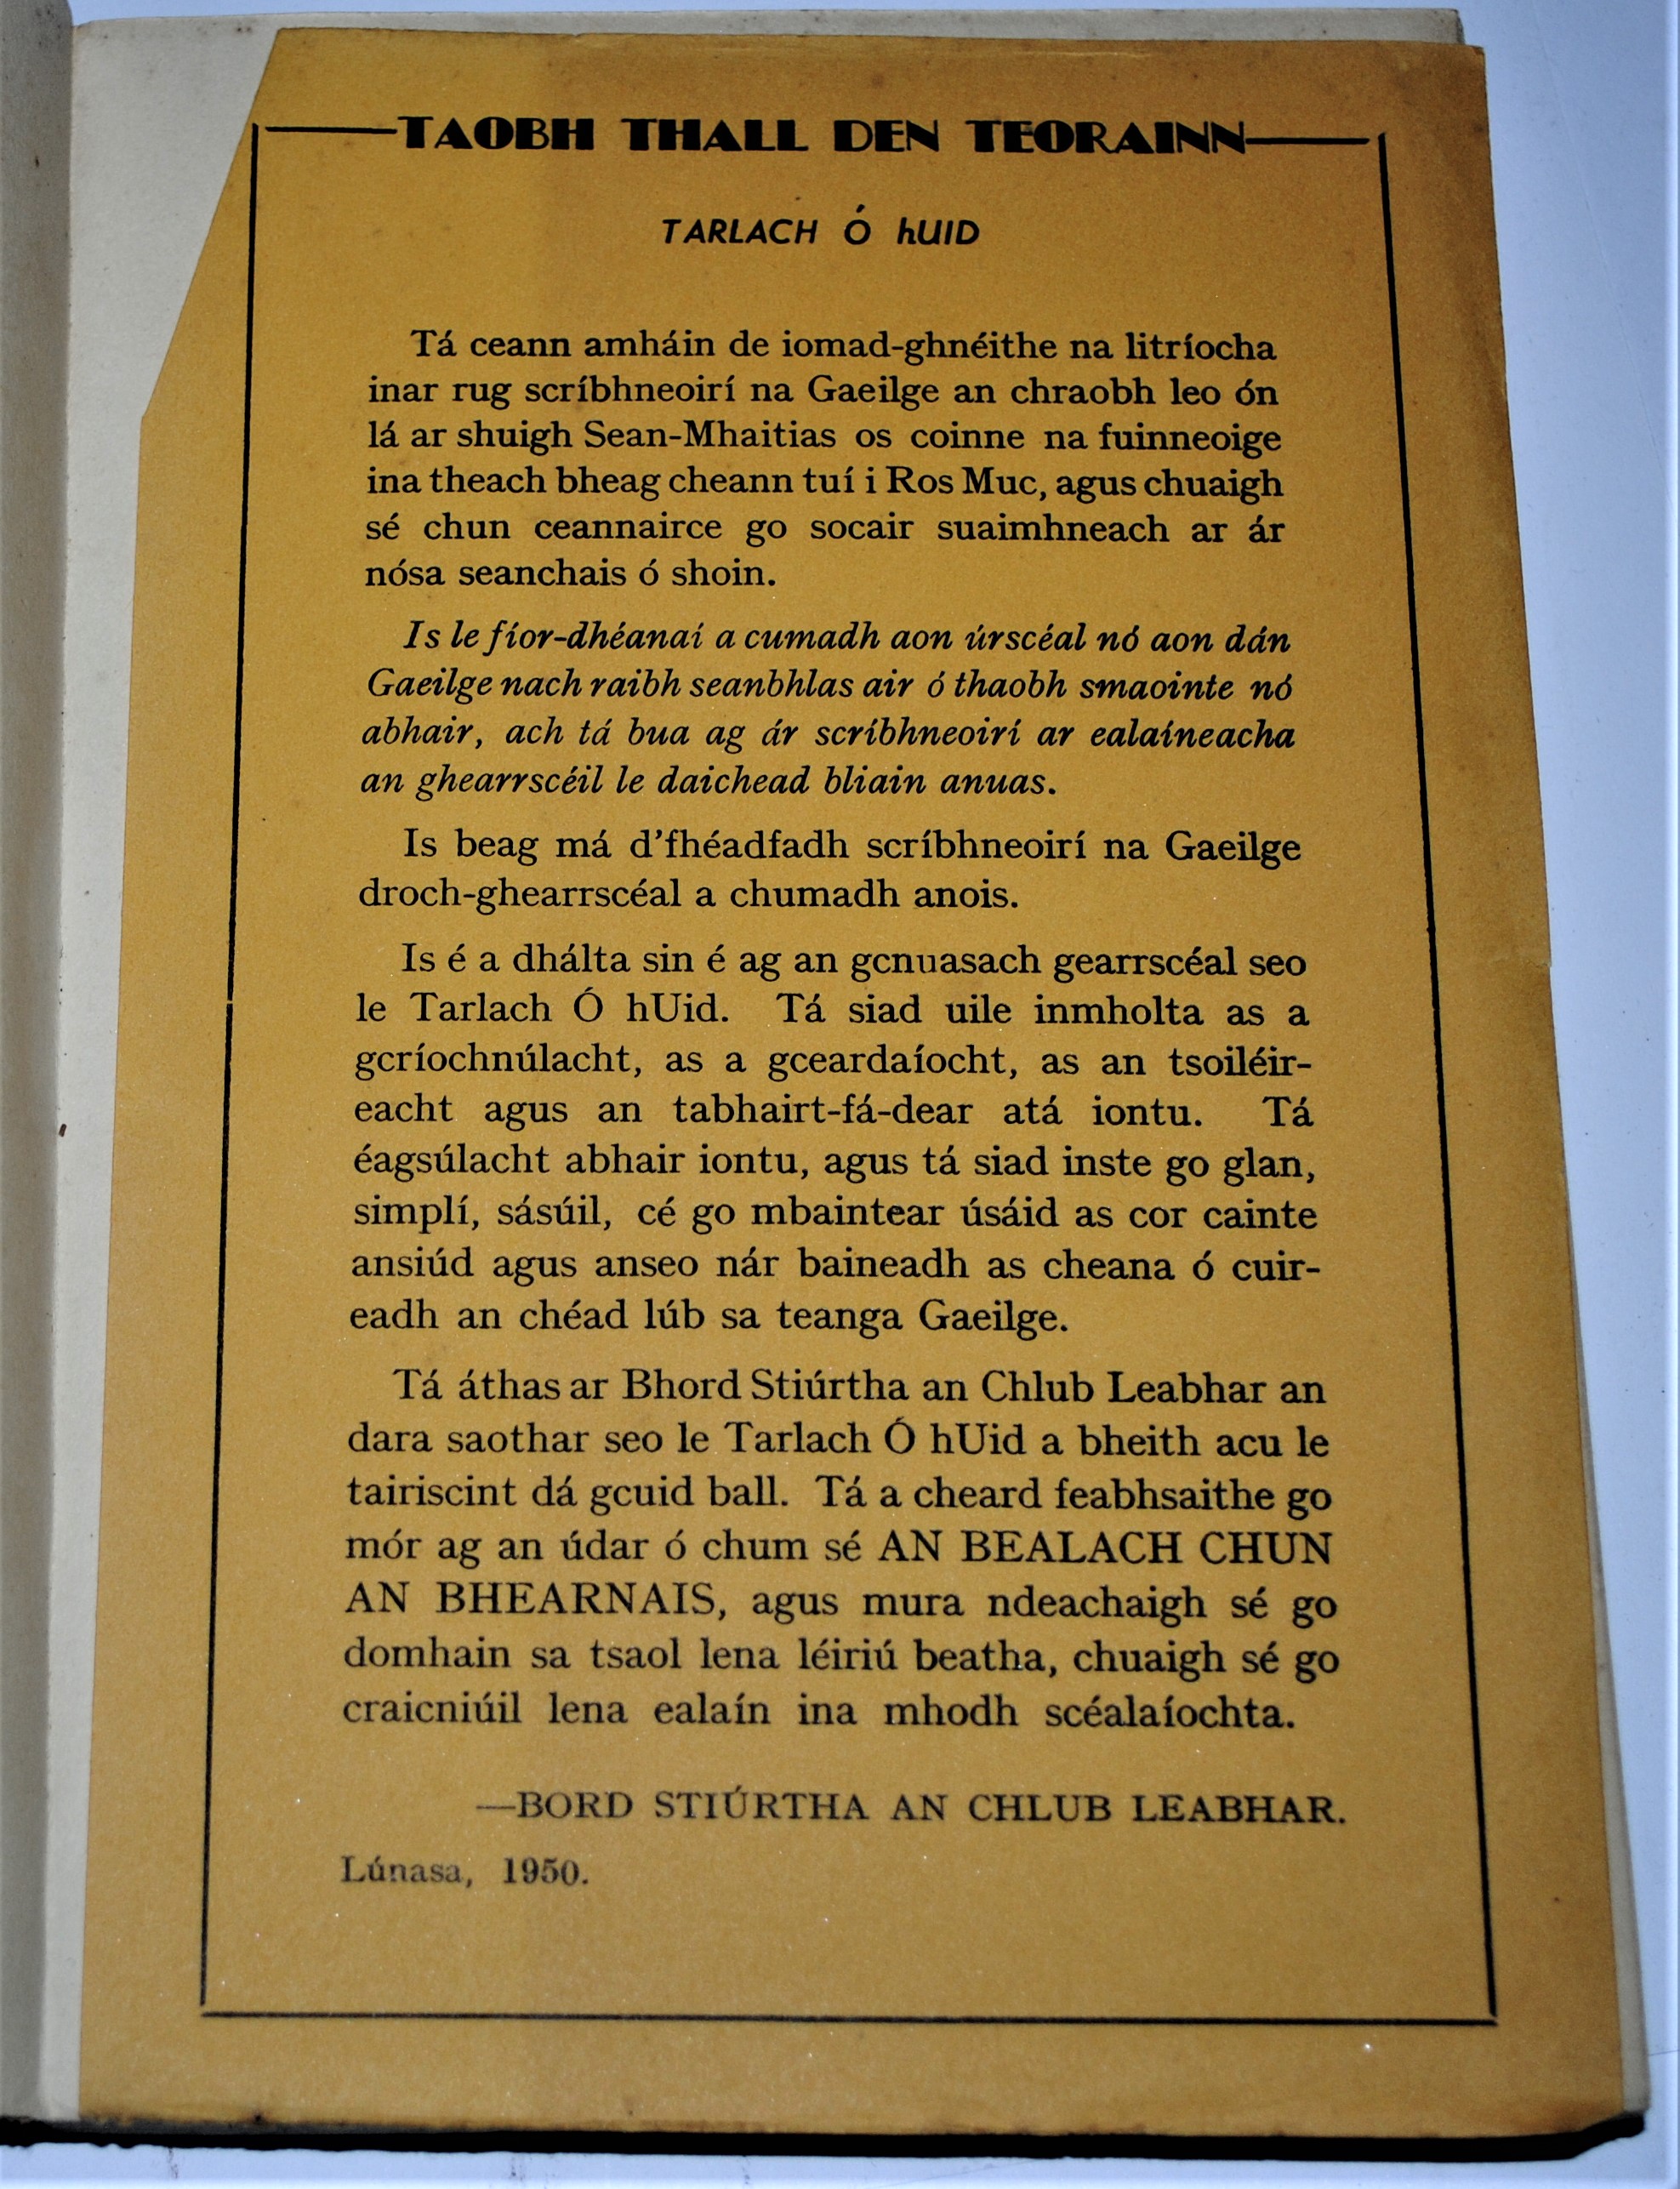 TAOBH THALL DEN TEORAINN
TARLACH Ó hUID
Tá ceann amháin de iomad-ghnéithe na litríocha
inar rug scríbhneoirí na Gaeilge an chraobh leo ón
lá ar shuigh Sean-Mhaitias os coinne na fuinneoige
ina theach bheag cheann tuí i Ros Muc, agus chuaigh
sé chun ceannairce go socair suaimhneach ar ár
nósa seanchais ó shoin.
Is le fíor-dhéanaí a cumadh aon úrscéal nó aon dán
Gaeilge nach raibh seanbhlas air ó thaobh smaointe nó
abhair, ach tá bua ag ár scríbhneoirí ar ealaíneacha
an ghearrscéil le daichead bliain anuas.
Is beag má d'fhéadfadh scríbhneoirí na Gaeilge
droch-ghearrscéal a chumadh anois.
Is é a dhálta sin é ag an gcnuasach gearrscéal seo
le Tarlach Ó hUid. Tá siad uile inmholta as a
gcríochnúlacht, as a gceardaíocht, as an tsoiléir-
eacht agus an tabhairt-fá-dear atá iontu. Tá
éagsúlacht abhair iontu, agus tá siad inste go glan,
simplí, sásúil, cé go mbaintear úsáid as cor cainte
ansiúd agus anseo nár baineadh as cheana ó cuir-
eadh an chéad lúb sa teanga Gaeilge.
Tá áthas ar Bhord Stiúrtha an Chlub Leabhar an
dara saothar seo le Tarlach Ó hUid a bheith acu le
tairiscint dá gcuid ball. Tá a cheard feabhsaithe go
mór ag an údar ó chum sé AN BEALACH CHUN
AN BHEARNAIS, agus mura ndeachaigh sé go
domhain sa tsaol lena léiriú beatha, chuaigh sé go
craicniúil lena ealaín ina mhodh scéalaíochta.
—BORD STIÚRTHA AN CHLUB LEABHAR.
Lúnasa, 1950.